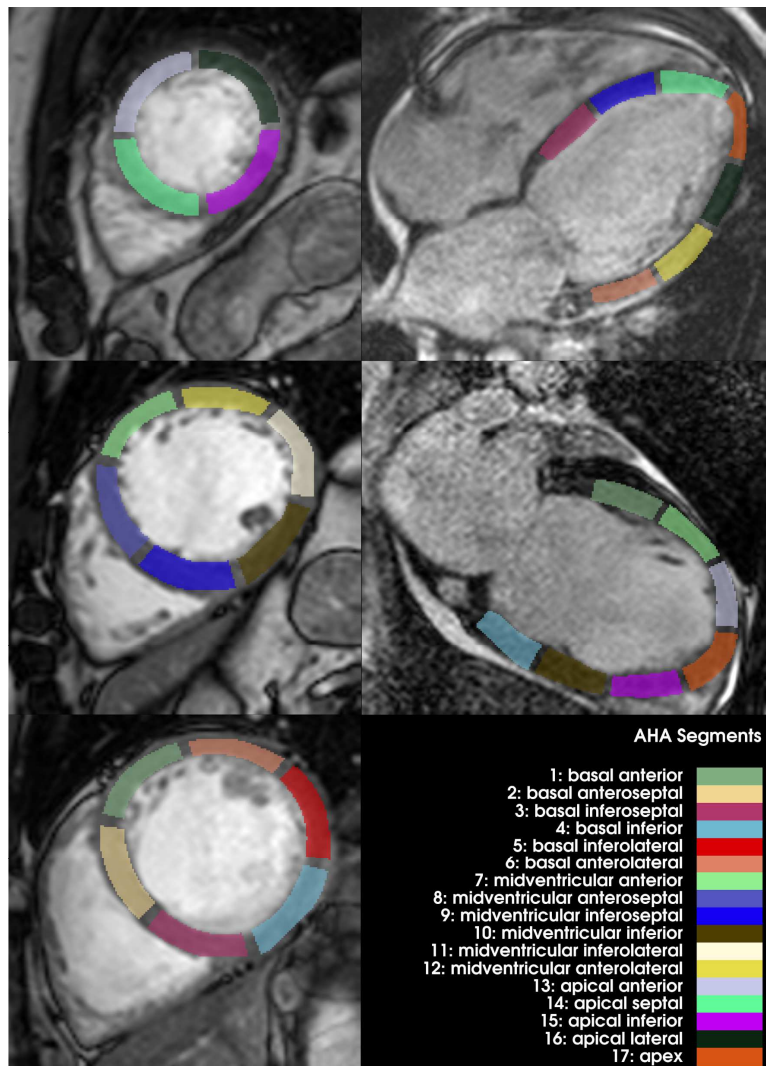 AHA Segments
1: basal anterior
2: basal anteroseptal
3: basal inferoseptal
4: basal inferior
5: basal inferolateral
6: basal anterolateral
7: midventricular anterior
8: midventricular anteroseptal
9: midventricular inferoseptal
10: midventricular inferior
11: midventricular inferolateral
12: midventricular anterolateral
13: apical anterior
14: apical septal
15: apical inferior
16: apical lateral
17: apex